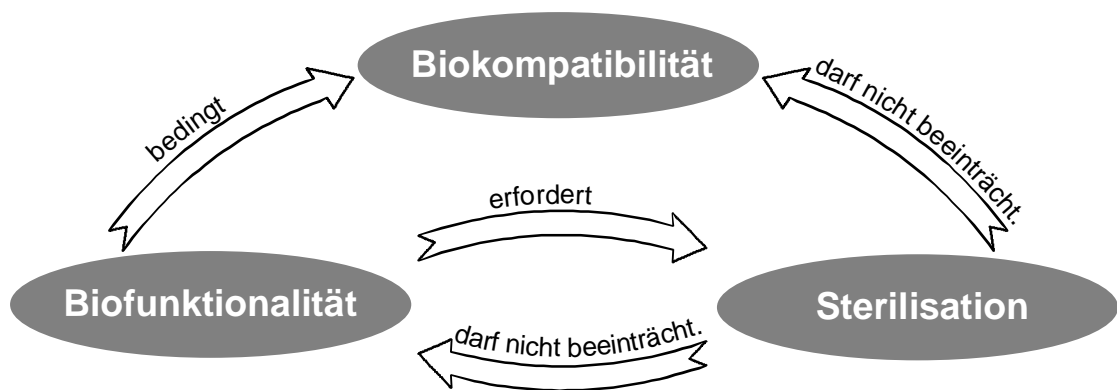 Biokompatibilität
bedingt
darf nicht beeinträcht.
erfordert
Biofunktionalität
Sterilisation
darf nicht beeinträcht.